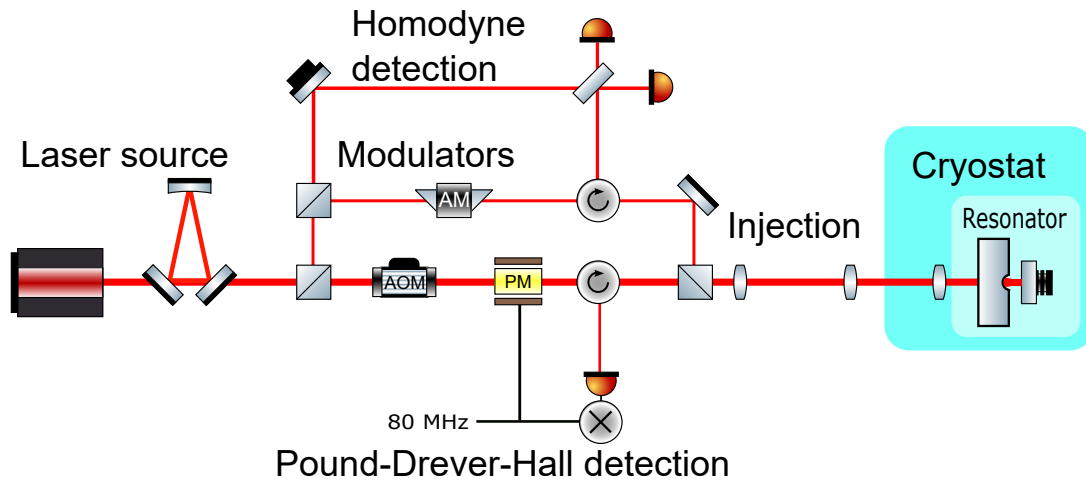 Homodyne
detection
Laser source
Modulators
Cryostat
AM
Injection
Resonator
AOM
PM
80 MHz
Pound-Drever-Hall detection